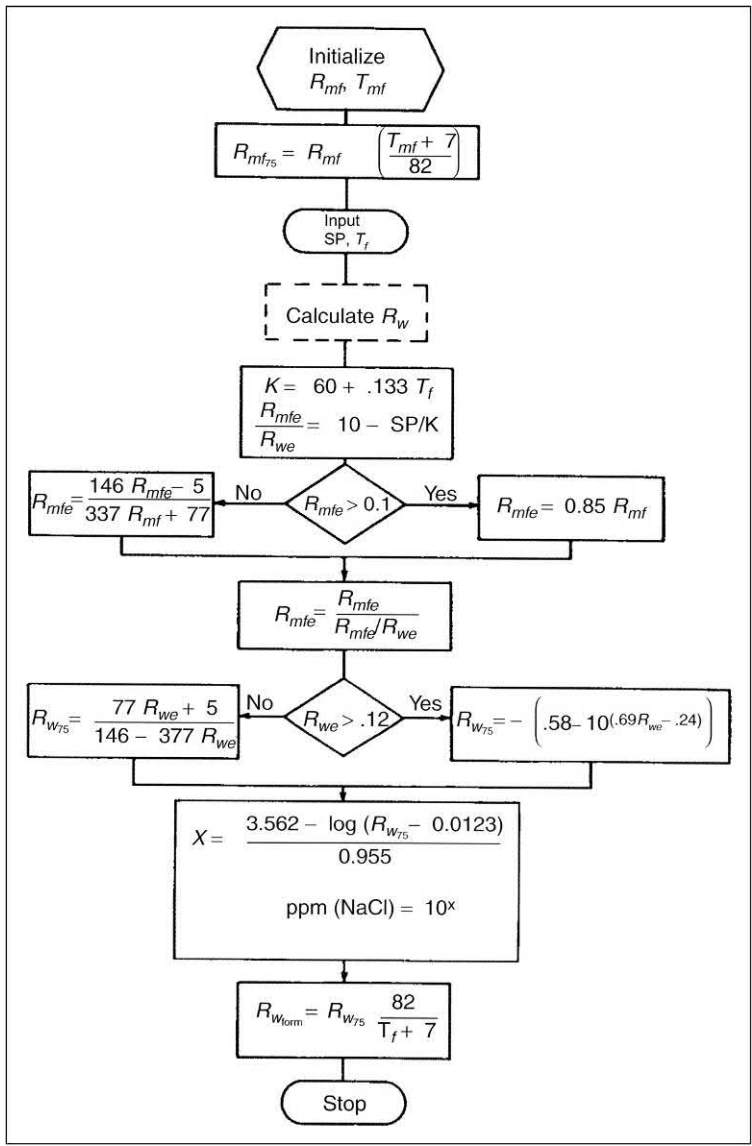 Initialize
Rmf, Tmf
Rmf75 = Rmf (Tmf + 7 / 82)
Input
SP, Tf
Calculate Rw
K = 60 + .133 Tf
Rmfe / Rwe = 10 – SP/K
Rmfe > 0.1
No
Yes
Rmfe = 146 Rmfe – 5 / 337 Rmf + 77
Rmfe = 0.85 Rmf
Rmfe = Rmfe / Rmfe/Rwe
Rwe > .12
No
Yes
Rw75 = 77 Rwe + 5 / 146 – 377 Rwe
Rw75 = – (.58 – 10(.69Rwe – .24))
X = 3.562 – log (Rw75 – 0.0123) / 0.955
ppm (NaCl) = 10x
Rwform = Rw75 82 / Tf + 7
Stop